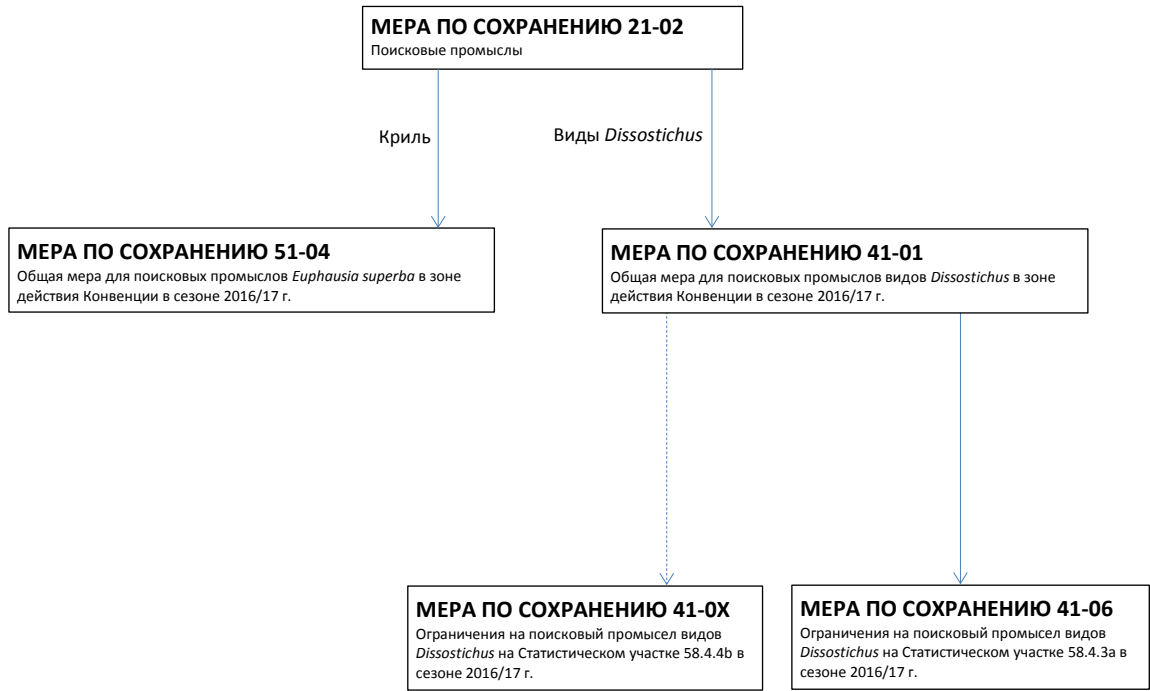 МЕРА ПО СОХРАНЕНИЮ 21-02
Поисковые промыслы
Криль
Виды Dissostichus
МЕРА ПО СОХРАНЕНИЮ 51-04
Общая мера для поисковых промыслов Euphausia superba в зоне
действия Конвенции в сезоне 2016/17 г.
МЕРА ПО СОХРАНЕНИЮ 41-01
Общая мера для поисковых промыслов видов Dissostichus в зоне
действия Конвенции в сезоне 2016/17 г.
МЕРА ПО СОХРАНЕНИЮ 41-0X
Ограничения на поисковый промысел видов
Dissostichus на Статистическом участке 58.4.4b в
сезоне 2016/17 г.
МЕРА ПО СОХРАНЕНИЮ 41-06
Ограничения на поисковый промысел видов
Dissostichus на Статистическом участке 58.4.3a в
сезоне 2016/17 г.